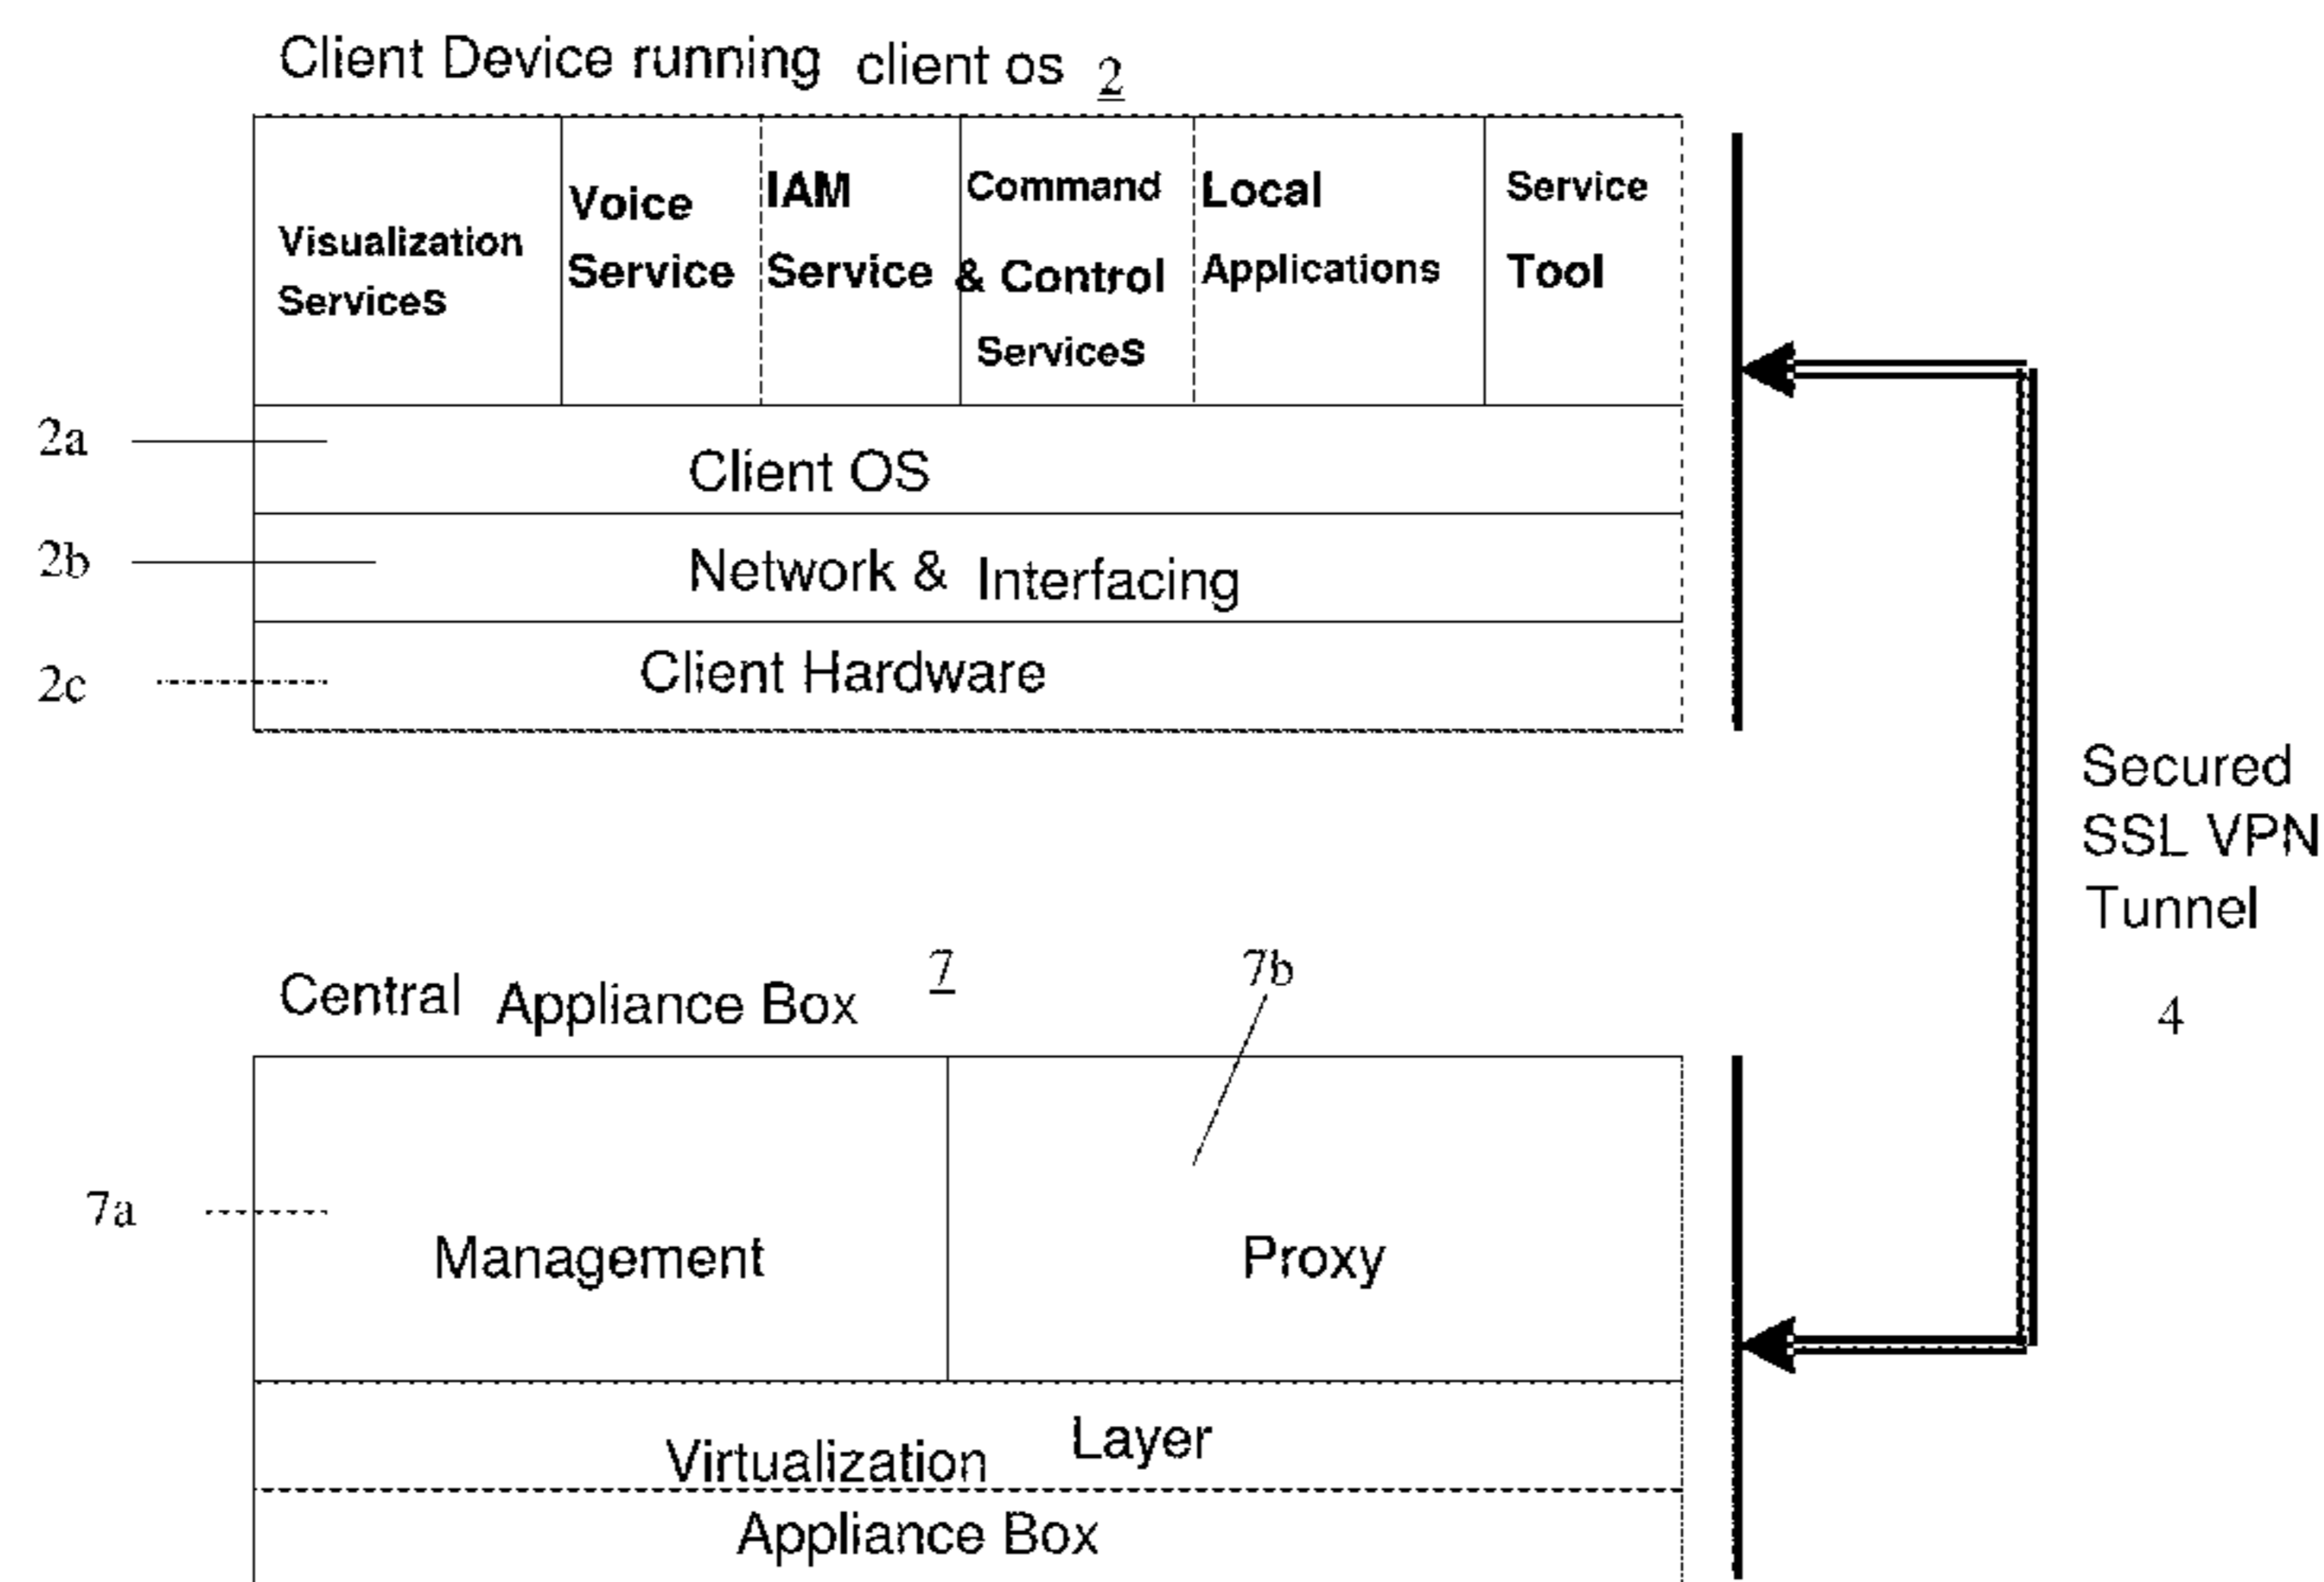 Client Device running client os 2
Visualization
Services
Voice
Service
IAM
Service
Command
& Control
Services
Local
Applications
Service
Tool
2a
Client OS
2b
Network & Interfacing
2c
Client Hardware
Secured
SSL VPN
Tunnel
4
Central Appliance Box 7
7b
7a
Management
Proxy
Virtualization Layer
Appliance Box